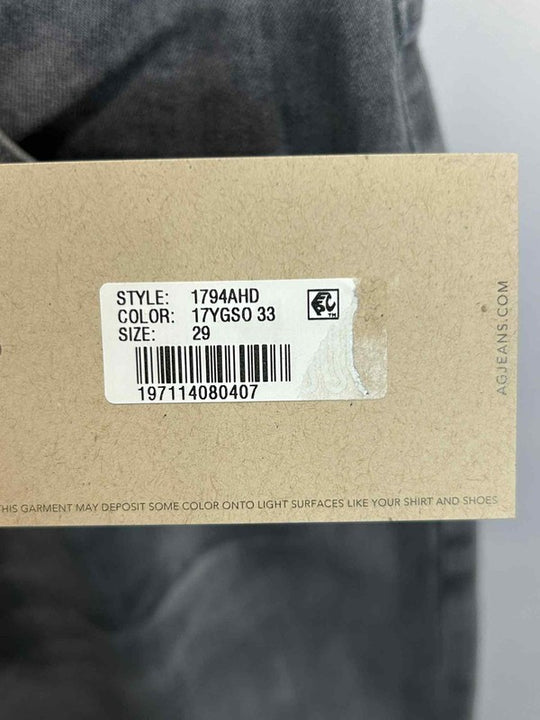 STYLE: 1794AHD
COLOR: 17YGSO 33
SIZE: 29
197114080407
AGJEANS.COM
THIS GARMENT MAY DEPOSIT SOME COLOR ONTO LIGHT SURFACES LIKE YOUR SHIRT AND SHOES